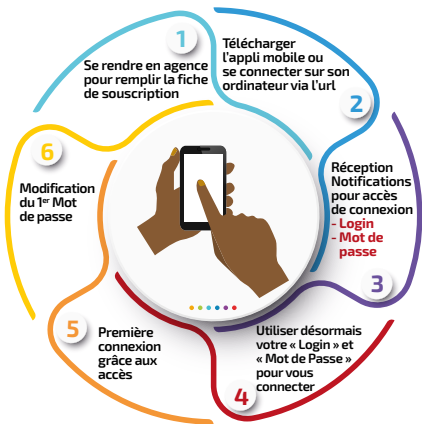 1
Se rendre en agence
pour remplir la fiche
de souscription
Télécharger
l'appli mobile ou
se connecter sur son
ordinateur via l'url
2
Réception
Notifications
pour accès
de connexion
- Login
- Mot de
passe
3
Utiliser désormais
votre « Login » et
« Mot de Passe »
pour vous
connecter
4
5
Première
connexion
grâce aux
accès
6
Modification
du 1er Mot
de passe